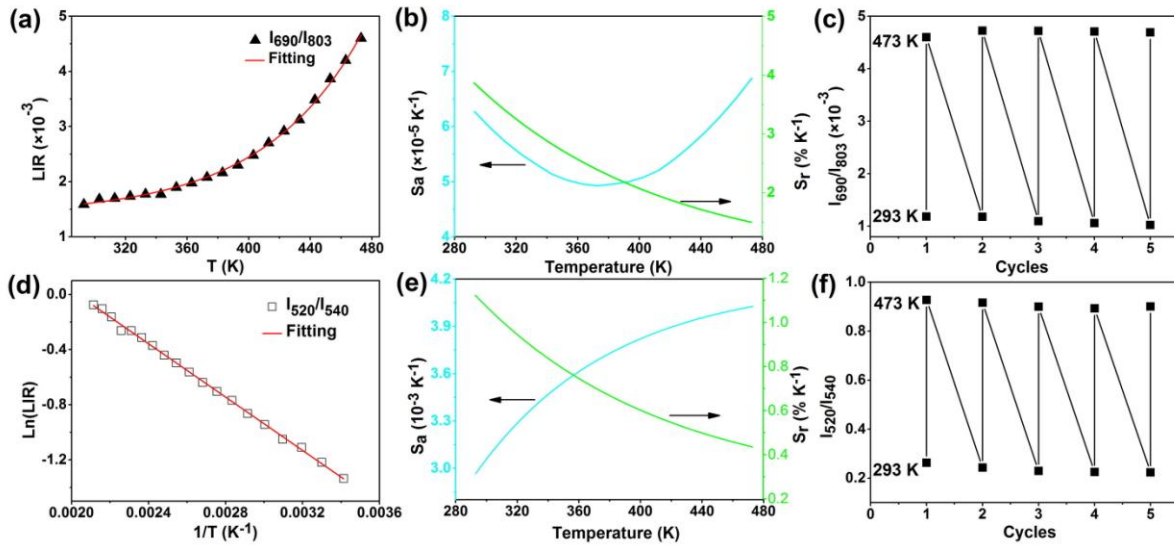 (a)
5
4
3
2
1
LIR (×10⁻³)
I₆₉₀/I₈₀₃
Fitting
320 360 400 440 480
T (K)
(b)
8
7
6
5
4
Sa (×10⁻⁵ K⁻¹)
5
4
3
2
Sᵣ (% K⁻¹)
280 320 360 400 440 480
Temperature (K)
(c)
5
4
3
2
1
I₆₉₀/I₈₀₃ (×10⁻³)
473 K
293 K
0 1 2 3 4 5
Cycles
(d)
0.0
-0.4
-0.8
-1.2
Ln(LIR)
I₅₂₀/I₅₄₀
Fitting
0.0020 0.0024 0.0028 0.0032 0.0036
1/T (K⁻¹)
(e)
4.2
3.9
3.6
3.3
3.0
Sₐ (10⁻³ K⁻¹)
1.2
1.0
0.8
0.6
0.4
0.2
Sᵣ (% K⁻¹)
280 320 360 400 440 480
Temperature (K)
(f)
1.0
0.8
0.6
0.4
0.2
I₅₂₀/I₅₄₀
473 K
293 K
0 1 2 3 4 5
Cycles